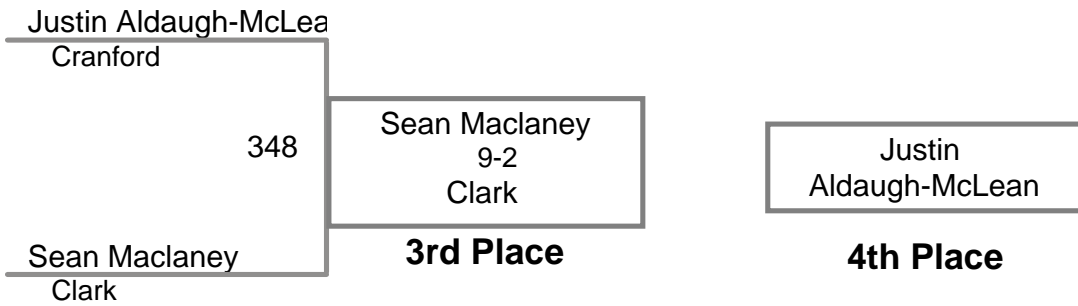 Justin Aldaugh-McLea
Cranford
348
Sean Maclaney
Clark
Sean Maclaney
9-2
Clark
3rd Place
Justin
Aldaugh-McLean
4th Place